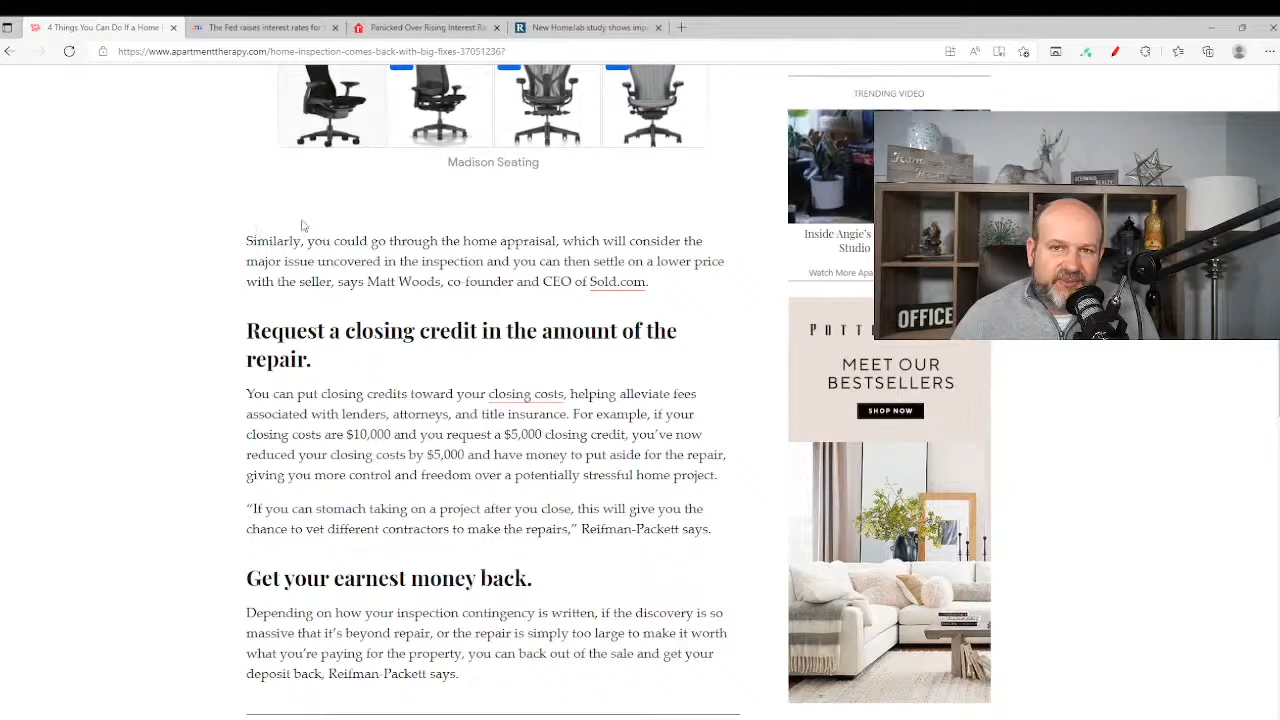 4 Things You Can Do If a Home
The Fed raises interest rates for
Panicked Over Rising Interest Ra
New HomeJab study shows imp
https://www.apartmenttherapy.com/home-inspection-comes-back-with-big-fixes-37051236?
Madison Seating
Similarly, you could go through the home appraisal, which will consider the
major issue uncovered in the inspection and you can then settle on a lower price
with the seller, says Matt Woods, co-founder and CEO of Sold.com.
Request a closing credit in the amount of the
repair.
You can put closing credits toward your closing costs, helping alleviate fees
associated with lenders, attorneys, and title insurance. For example, if your
closing costs are $10,000 and you request a $5,000 closing credit, you’ve now
reduced your closing costs by $5,000 and have money to put aside for the repair,
giving you more control and freedom over a potentially stressful home project.
“If you can stomach taking on a project after you close, this will give you the
chance to vet different contractors to make the repairs,” Reifman-Packett says.
Get your earnest money back.
Depending on how your inspection contingency is written, if the discovery is so
massive that it’s beyond repair, or the repair is simply too large to make it worth
what you’re paying for the property, you can back out of the sale and get your
deposit back, Reifman-Packett says.
TRENDING VIDEO
Inside Angie's
Studio
Watch More Apa
OFFICE
POTT
MEET OUR
BESTSELLERS
SHOP NOW